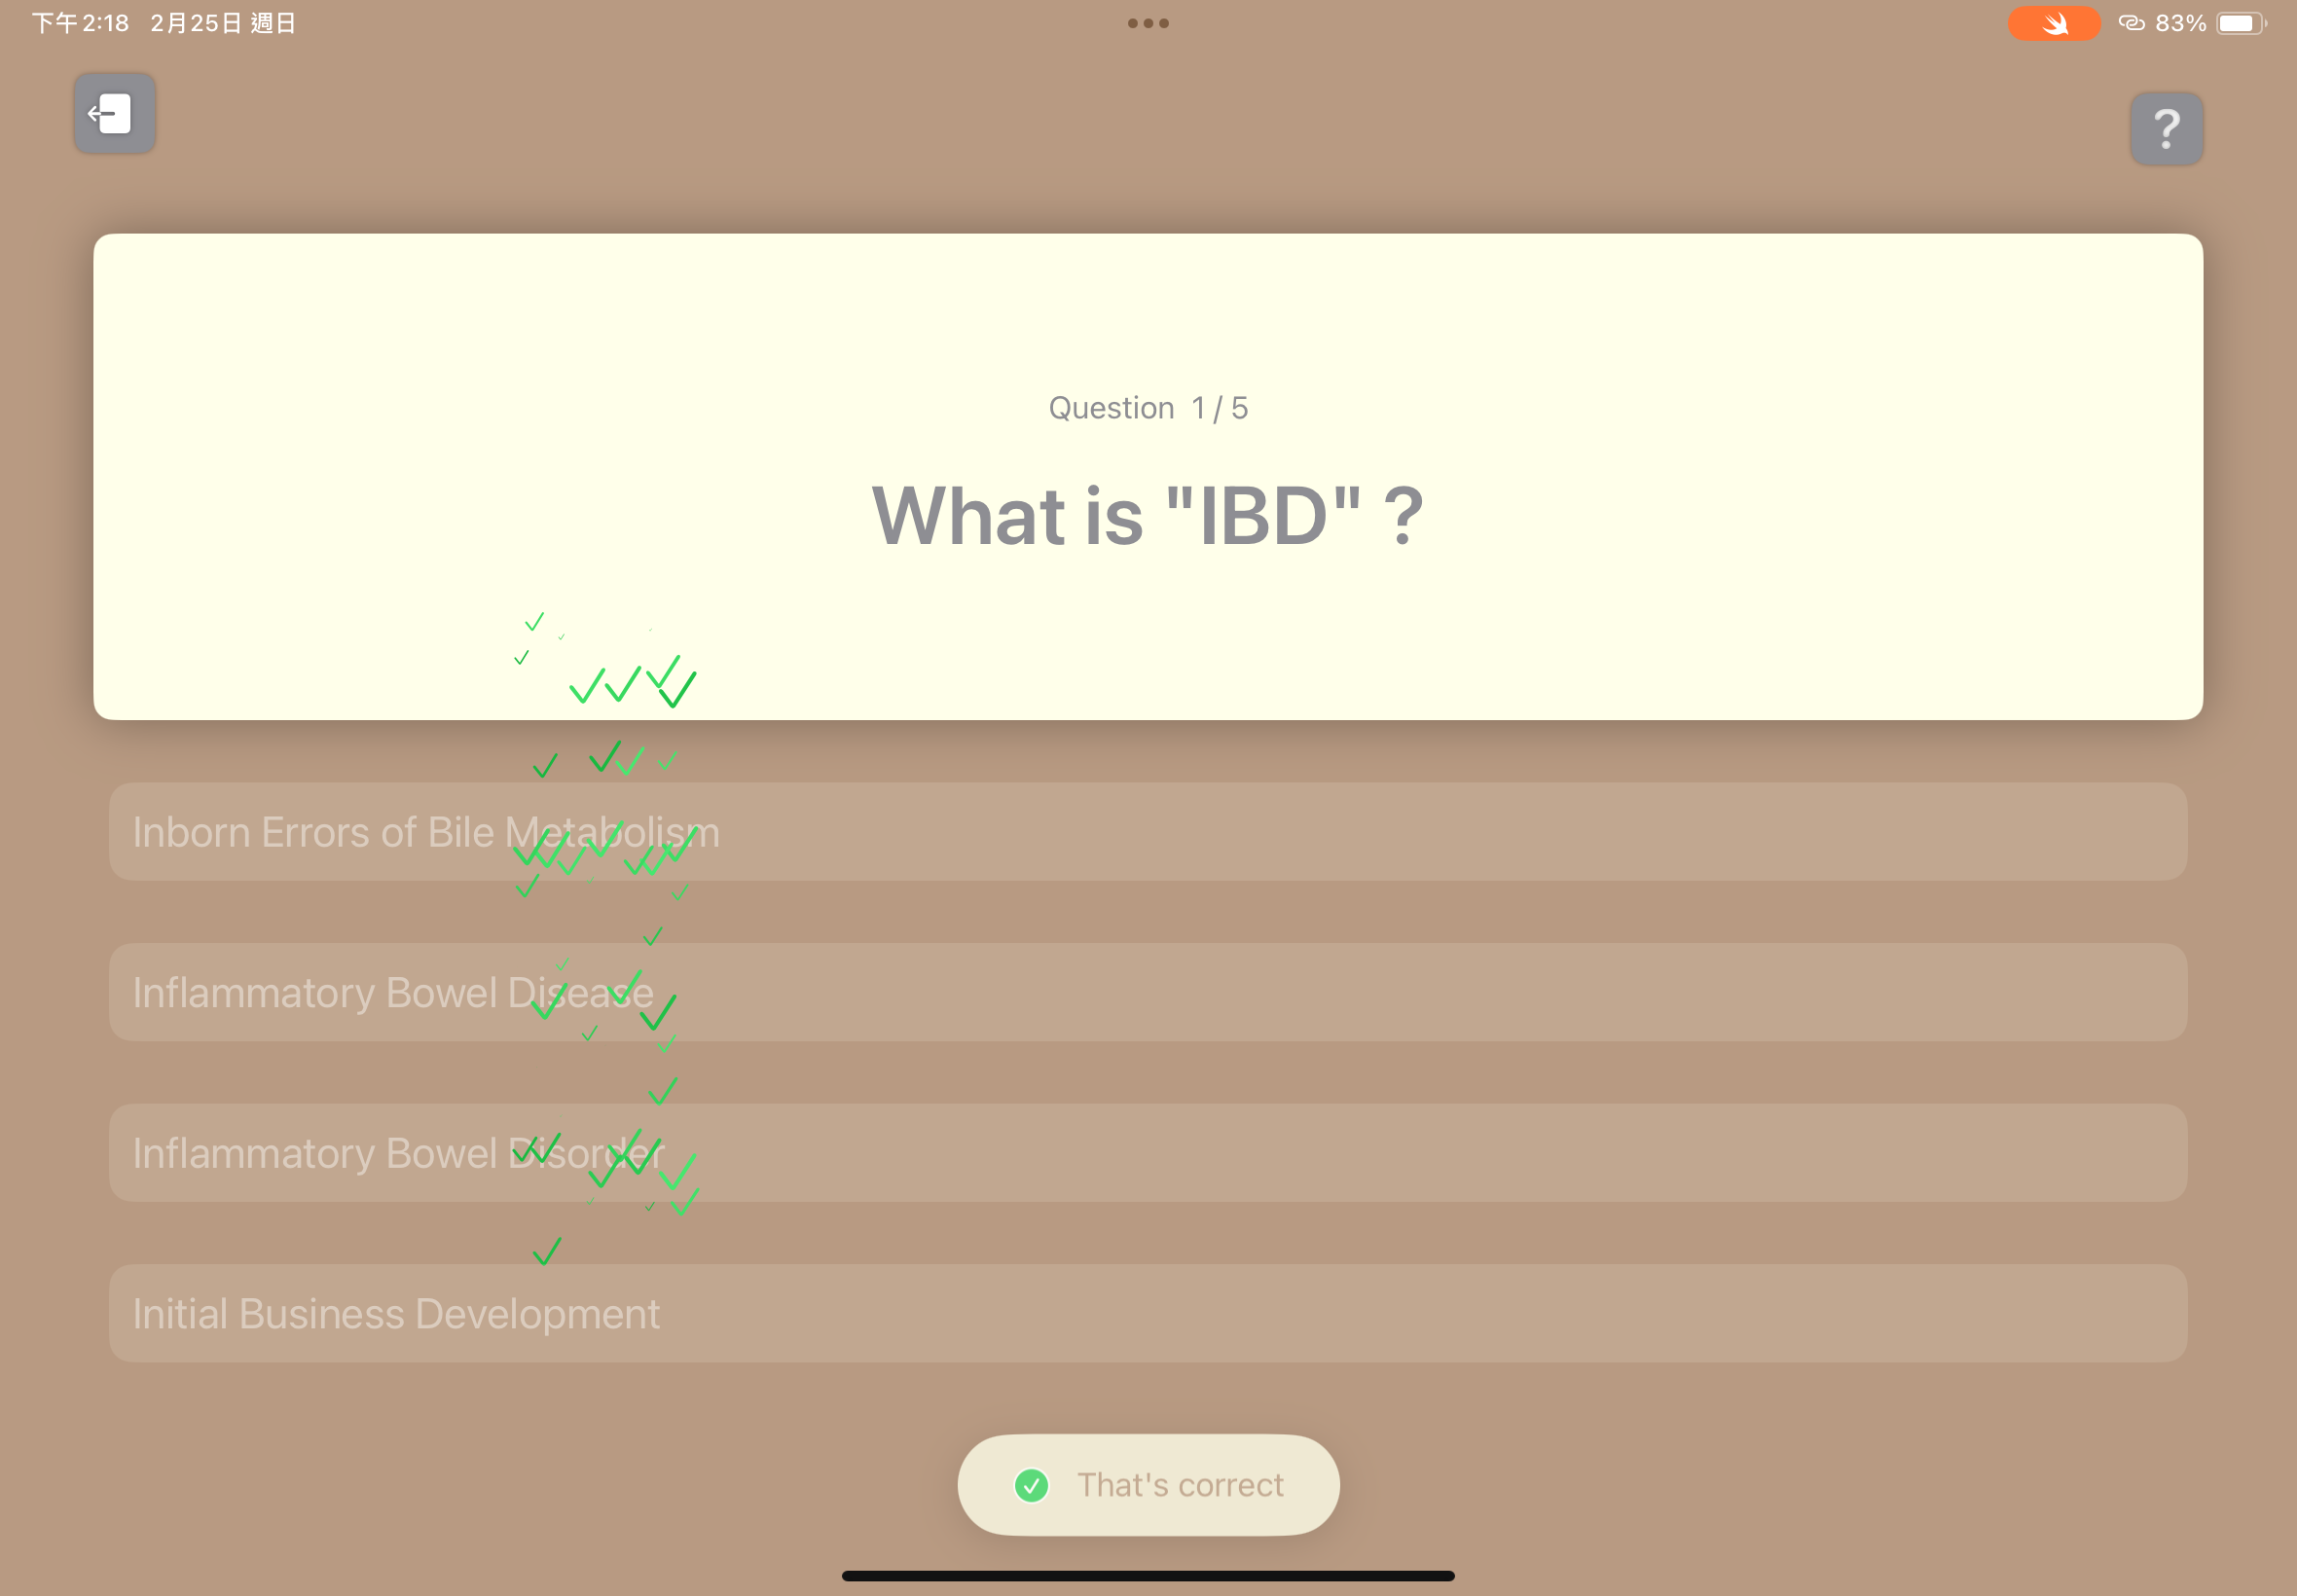 下午2:18 2月25日 週日
83%
?
Question 1 / 5
What is "IBD" ?
Inborn Errors of Bile Metabolism
Inflammatory Bowel Disease
Inflammatory Bowel Disorder
Initial Business Development
That's correct